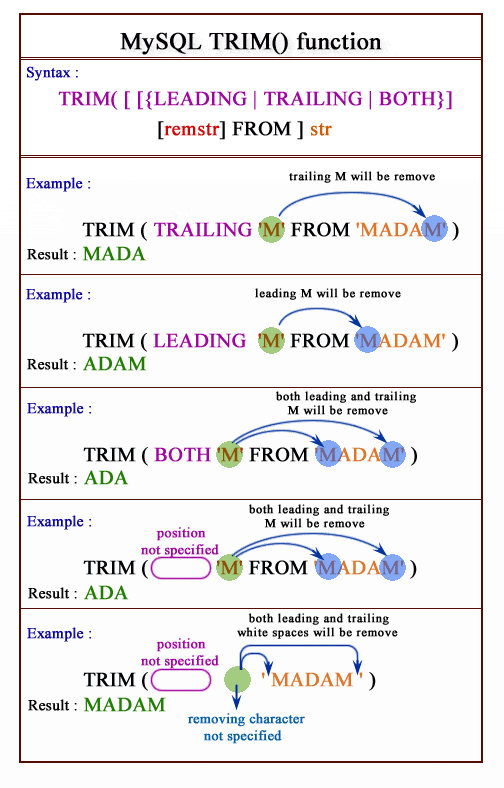 MySQL TRIM() function
Syntax :
TRIM( [ [{LEADING | TRAILING | BOTH}]
[remstr] FROM ] str
Example :
trailing M will be remove
TRIM ( TRAILING 'M' FROM 'MADAM' )
Result : MADA
Example :
leading M will be remove
TRIM ( LEADING 'M' FROM 'MADAM' )
Result : ADAM
Example :
both leading and trailing
M will be remove
TRIM ( BOTH 'M' FROM 'MADAM' )
Result : ADA
Example :
both leading and trailing
M will be remove
position
not specified
TRIM ( 'M' FROM 'MADAM' )
Result : ADA
Example :
both leading and trailing
white spaces will be remove
position
not specified
TRIM ( ' MADAM ' )
Result : MADAM
removing character
not specified